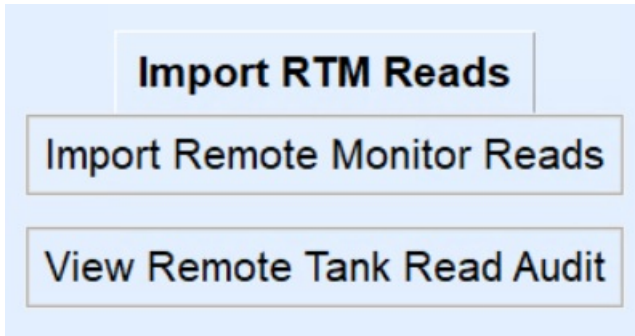 Import RTM Reads
Import Remote Monitor Reads
View Remote Tank Read Audit